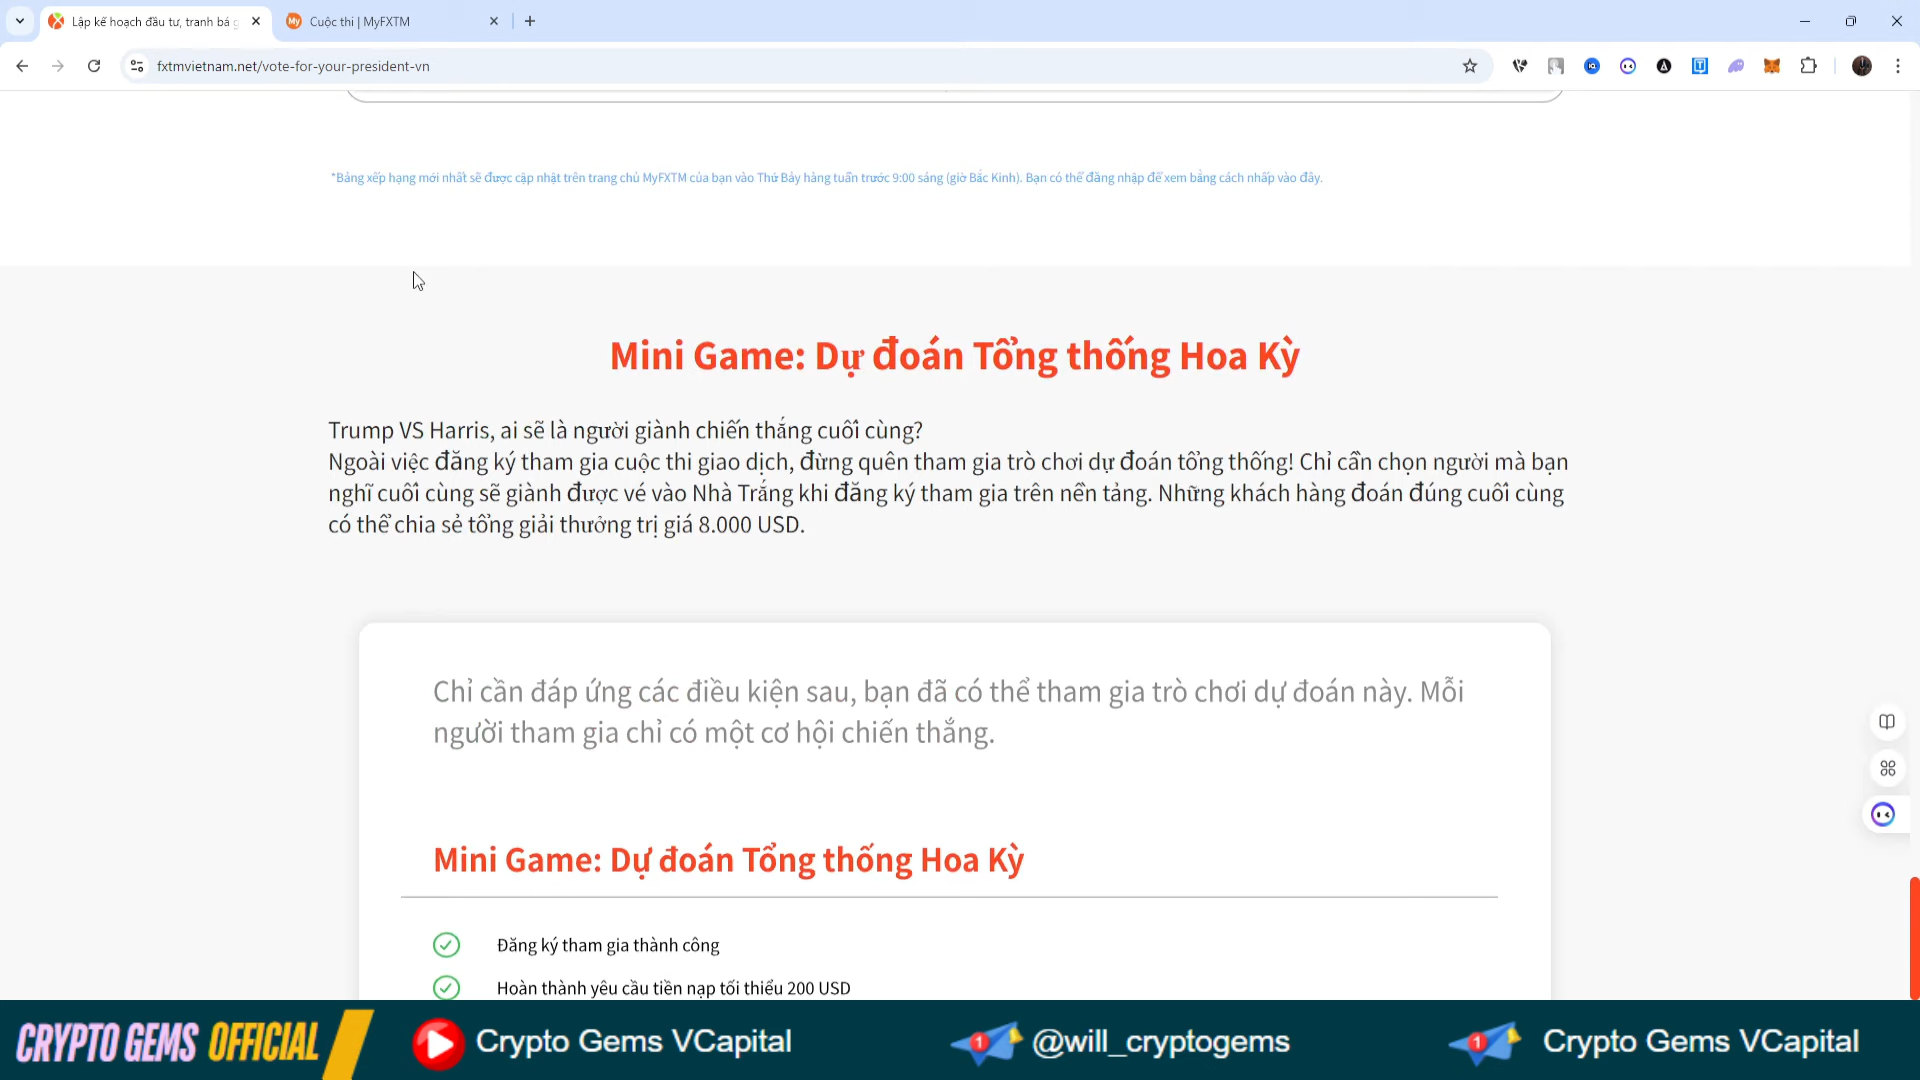 Lập kế hoạch đầu tư, tranh bá g
Cuộc thi | MyFXTM
fxtmvietnam.net/vote-for-your-president-vn
*Bảng xếp hạng mới nhất sẽ được cập nhật trên trang chủ MyFXTM của bạn vào Thứ Bảy hàng tuần trước 9:00 sáng (giờ Bắc Kinh). Bạn có thể đăng nhập để xem bằng cách nhấp vào đây.
Mini Game: Dự đoán Tổng thống Hoa Kỳ
Trump VS Harris, ai sẽ là người giành chiến thắng cuối cùng?
Ngoài việc đăng ký tham gia cuộc thi giao dịch, đừng quên tham gia trò chơi dự đoán tổng thống! Chỉ cần chọn người mà bạn
nghĩ cuối cùng sẽ giành được vé vào Nhà Trắng khi đăng ký tham gia trên nền tảng. Những khách hàng đoán đúng cuối cùng
có thể chia sẻ tổng giải thưởng trị giá 8.000 USD.
Chỉ cần đáp ứng các điều kiện sau, bạn đã có thể tham gia trò chơi dự đoán này. Mỗi
người tham gia chỉ có một cơ hội chiến thắng.
Mini Game: Dự đoán Tổng thống Hoa Kỳ
Đăng ký tham gia thành công
Hoàn thành yêu cầu tiền nạp tối thiểu 200 USD
CRYPTO GEMS OFFICIAL
Crypto Gems VCapital
1 @will_cryptogems
1 Crypto Gems VCapital